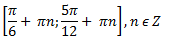 [π/6 + πn; 5π/12 + πn], n ϵ Z